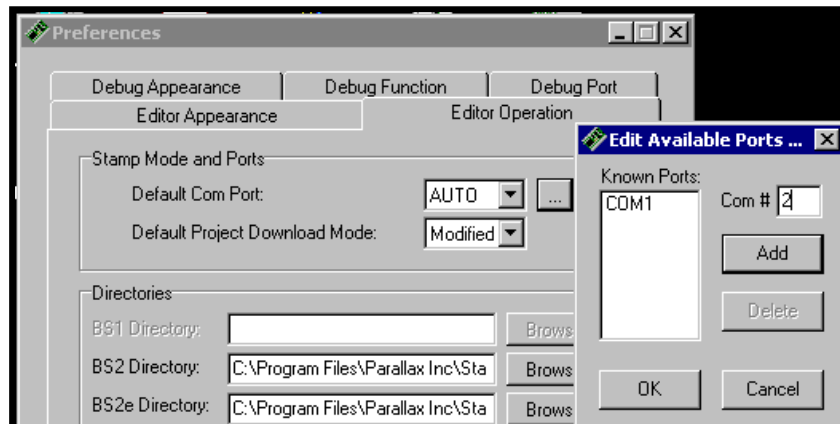 Preferences
Debug Appearance
Debug Function
Debug Port
Editor Appearance
Editor Operation
Stamp Mode and Ports
Default Com Port:
AUTO
...
Default Project Download Mode:
Modified
Directories
BS1 Directory:
Brows
BS2 Directory:
C:\Program Files\Parallax Inc\Sta
Brows
BS2e Directory:
C:\Program Files\Parallax Inc\Sta
Brows
Edit Available Ports ...
Known Ports:
COM1
Com #
2
Add
Delete
OK
Cancel